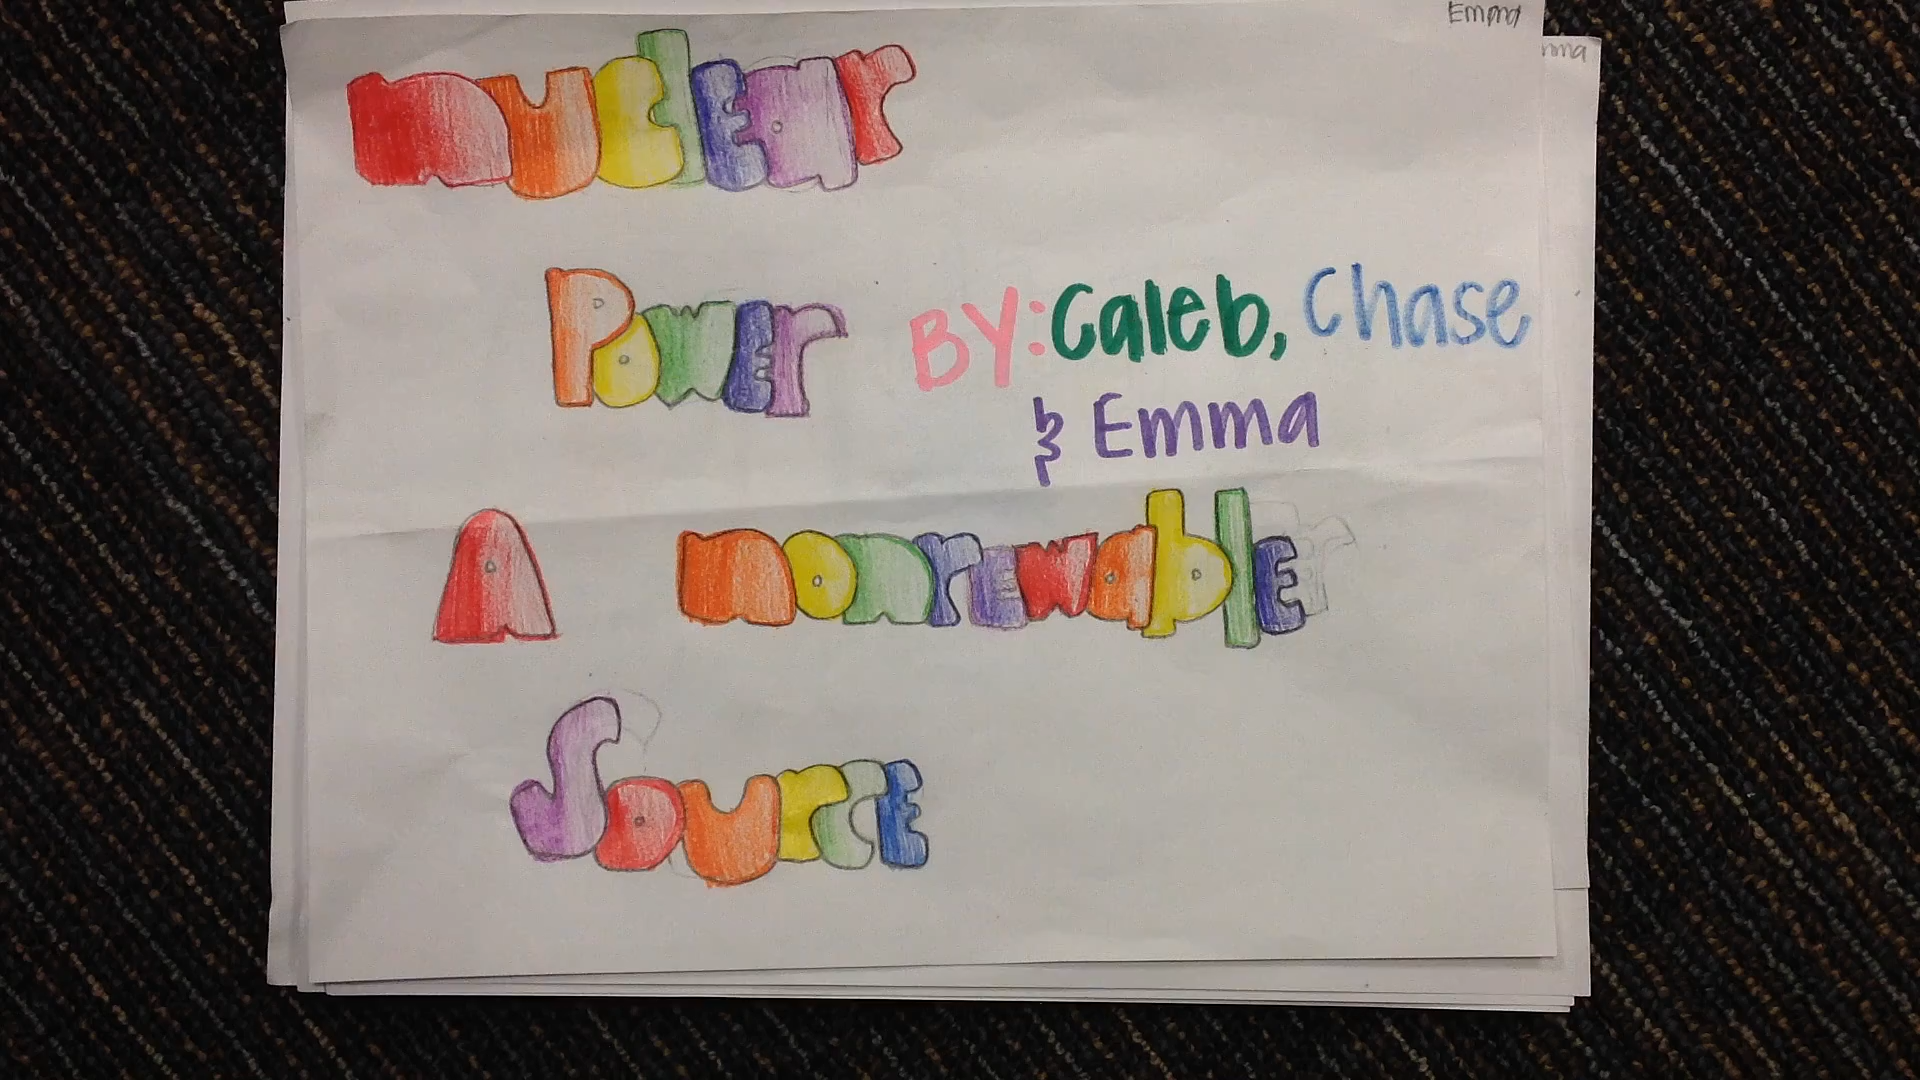 Emma
nuclear
Power
BY: Caleb, Chase
& Emma
A nonrewable
Source